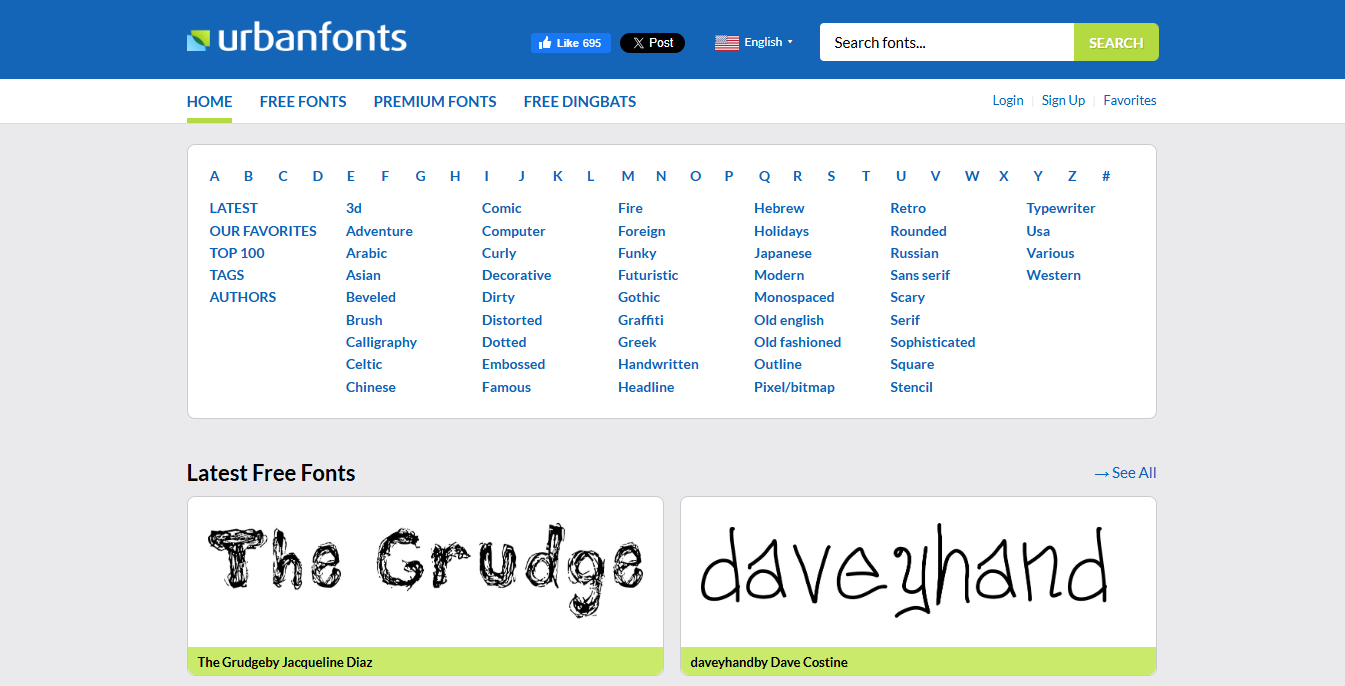 urbanfonts
Like 695
Post
English
Search fonts...
SEARCH
HOME FREE FONTS PREMIUM FONTS FREE DINGBATS
Login Sign Up Favorites
A B C D E F G H I J K L M N O P Q R S T U V W X Y Z #
LATEST
OUR FAVORITES
TOP 100
TAGS
AUTHORS
3d
Adventure
Arabic
Asian
Beveled
Brush
Calligraphy
Celtic
Chinese
Comic
Computer
Curly
Decorative
Dirty
Distorted
Dotted
Embossed
Famous
Fire
Foreign
Funky
Futuristic
Gothic
Graffiti
Greek
Handwritten
Headline
Hebrew
Holidays
Japanese
Modern
Monospaced
Old english
Old fashioned
Outline
Pixel/bitmap
Retro
Rounded
Russian
Sans serif
Scary
Serif
Sophisticated
Square
Stencil
Typewriter
Usa
Various
Western
Latest Free Fonts
→ See All
The Grudge
The Grudgeby Jacqueline Diaz
daveyhand
daveyhandby Dave Costine